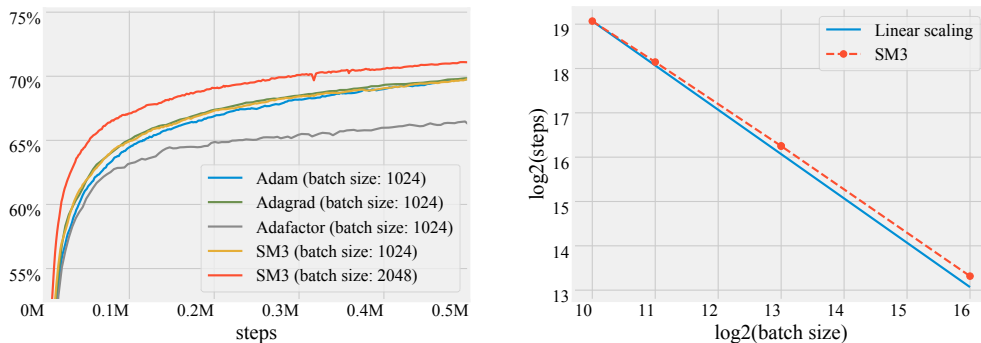 75%
70%
65%
60%
55%
0M 0.1M 0.2M 0.3M 0.4M 0.5M
steps
Adam (batch size: 1024)
Adagrad (batch size: 1024)
Adafactor (batch size: 1024)
SM3 (batch size: 1024)
SM3 (batch size: 2048)
log2(steps)
19
18
17
16
15
14
13
10 11 12 13 14 15 16
log2(batch size)
Linear scaling
SM3